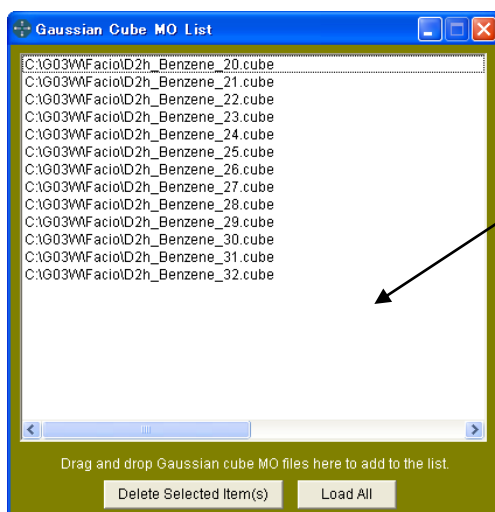 Gaussian Cube MO List
C:\G03W\Facio\D2h_Benzene_20.cube
C:\G03W\Facio\D2h_Benzene_21.cube
C:\G03W\Facio\D2h_Benzene_22.cube
C:\G03W\Facio\D2h_Benzene_23.cube
C:\G03W\Facio\D2h_Benzene_24.cube
C:\G03W\Facio\D2h_Benzene_25.cube
C:\G03W\Facio\D2h_Benzene_26.cube
C:\G03W\Facio\D2h_Benzene_27.cube
C:\G03W\Facio\D2h_Benzene_28.cube
C:\G03W\Facio\D2h_Benzene_29.cube
C:\G03W\Facio\D2h_Benzene_30.cube
C:\G03W\Facio\D2h_Benzene_31.cube
C:\G03W\Facio\D2h_Benzene_32.cube
Drag and drop Gaussian cube MO files here to add to the list.
Delete Selected Item(s) Load All